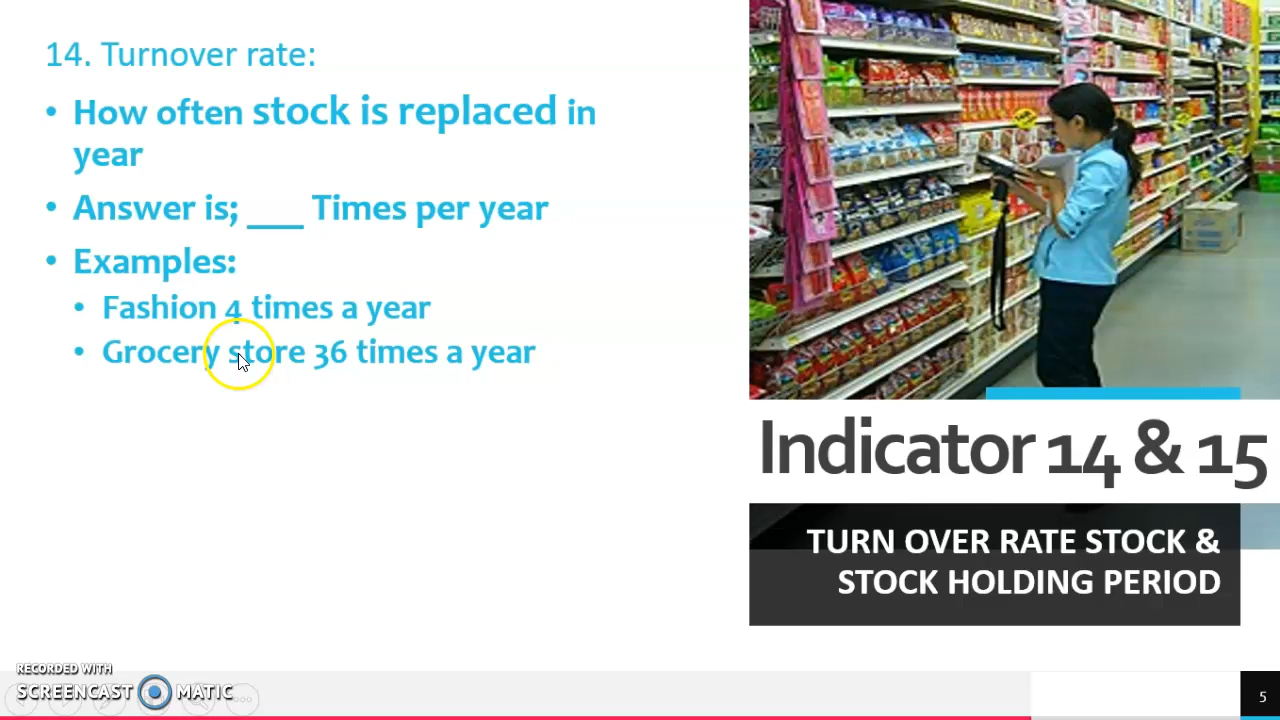 14. Turnover rate:
• How often stock is replaced in
year
• Answer is; ___ Times per year
• Examples:
• Fashion 4 times a year
• Grocery store 36 times a year
Indicator 14 & 15
TURN OVER RATE STOCK &
STOCK HOLDING PERIOD
RECORDED WITH
SCREENCAST MATIC
5